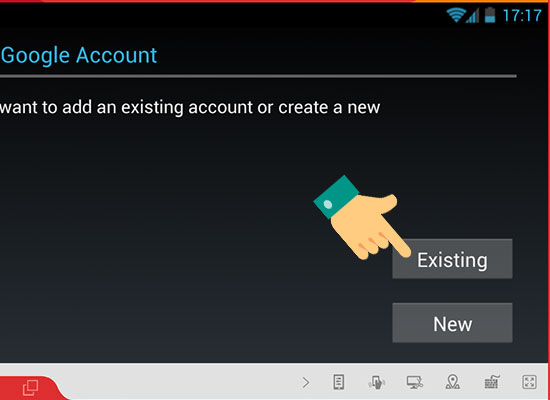 17:17
Google Account
want to add an existing account or create a new
Existing
New